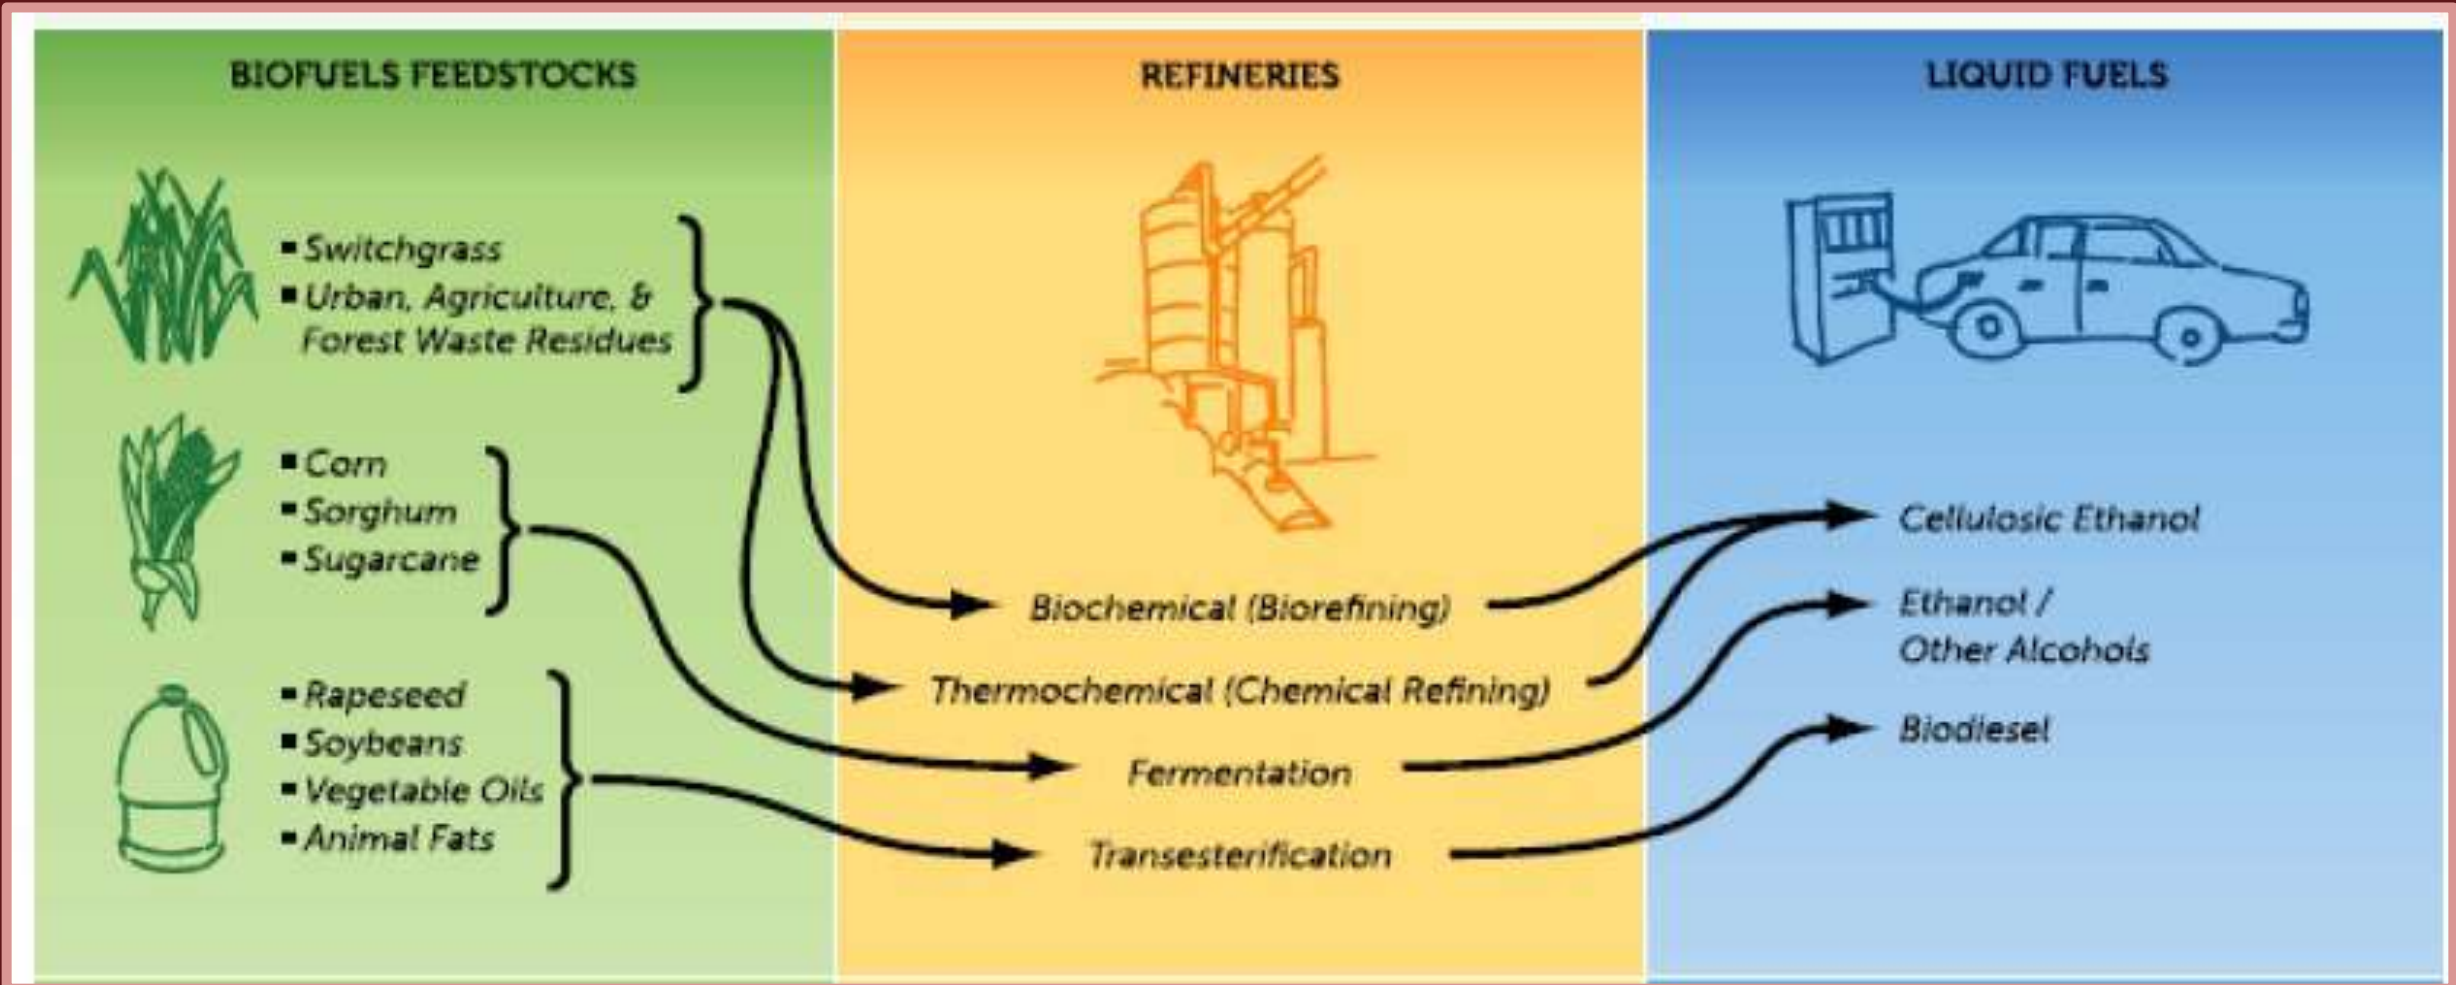 BIOFUELS FEEDSTOCKS
▪ Switchgrass
▪ Urban, Agriculture, &
Forest Waste Residues
▪ Corn
▪ Sorghum
▪ Sugarcane
▪ Rapeseed
▪ Soybeans
▪ Vegetable Oils
▪ Animal Fats
REFINERIES
Biochemical (Biorefining)
Thermochemical (Chemical Refining)
Fermentation
Transesterification
LIQUID FUELS
Cellulosic Ethanol
Ethanol /
Other Alcohols
Biodiesel